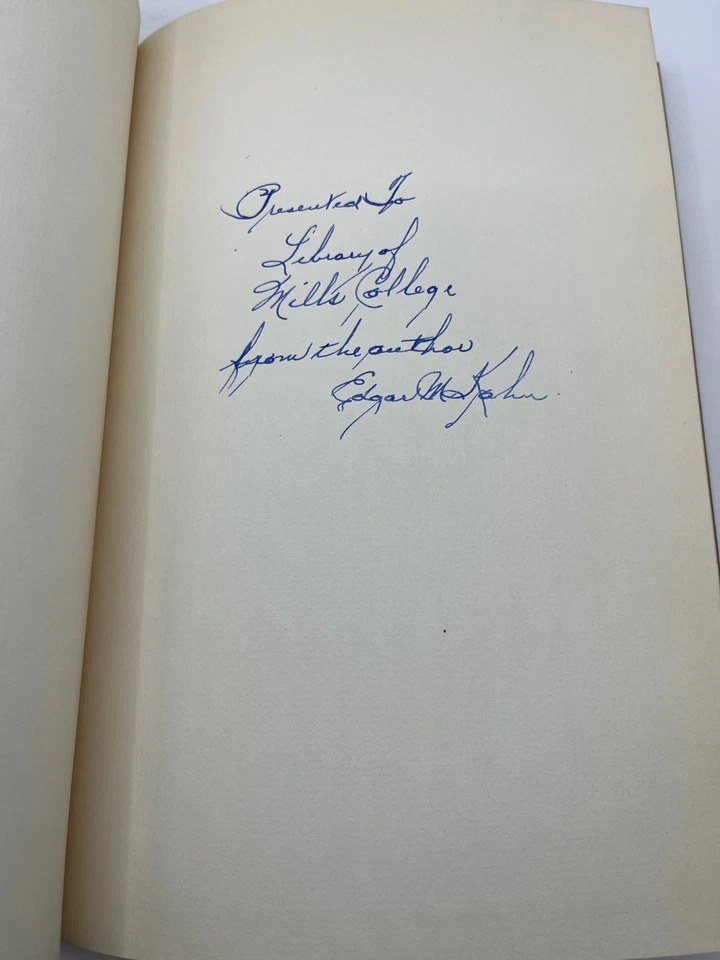 Presented To
Library of
Mills College
from the author
Edgar M Kahn